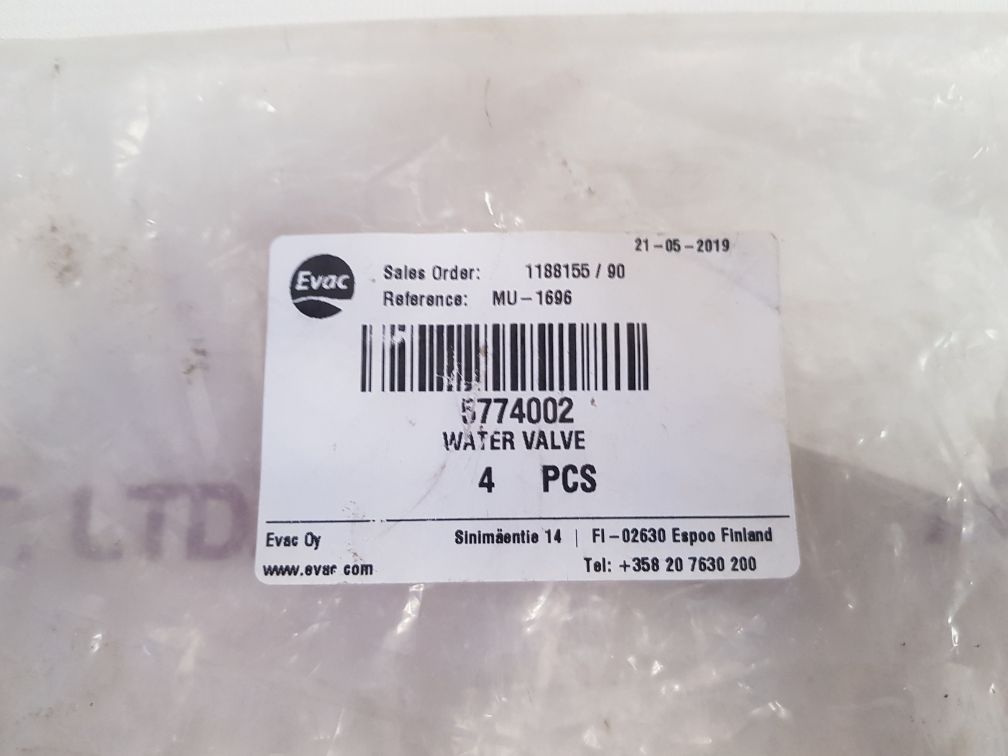 21-05-2019
Evac
Sales Order: 1188155 / 90
Reference: MU-1696
5774002
WATER VALVE
4 PCS
LTD
Evac Oy Sinimäentie 14 | FI-02630 Espoo Finland
www.evac.com Tel: +358 20 7630 200